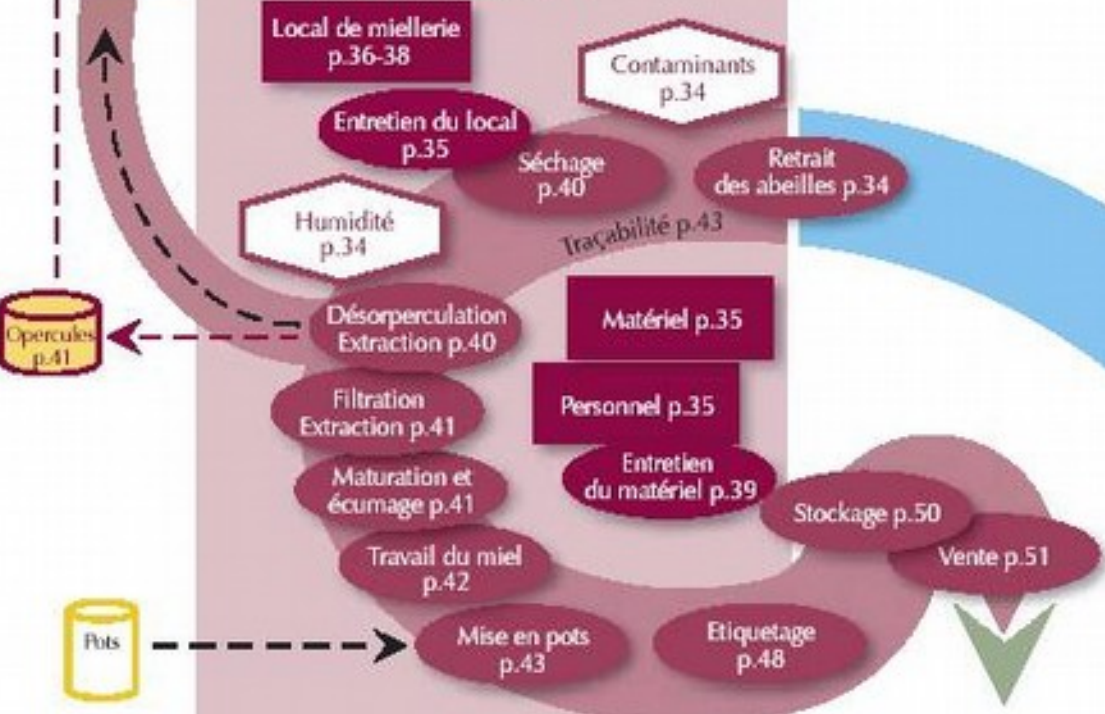 Local de miellerie
p.36-38
Contaminants
p.34
Entretien du local
p.35
Séchage
p.40
Retrait
des abeilles p.34
Humidité
p.34
Traçabilité p.43
Désorperculation
Extraction p.40
Matériel p.35
Opercules
p.41
Filtration
Extraction p.41
Personnel p.35
Maturation et
écumage p.41
Entretien
du matériel p.39
Stockage p.50
Travail du miel
p.42
Vente p.51
Pots
Mise en pots
p.43
Etiquetage
p.48